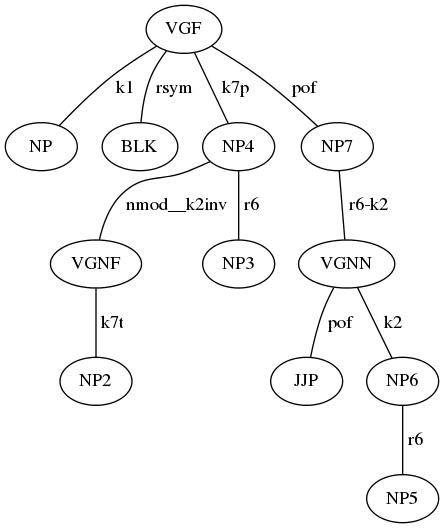 VGF
k1 rsym k7p pof
NP BLK NP4 NP7
nmod__k2inv r6 r6-k2
VGNF NP3 VGNN
k7t pof k2
NP2 JJP NP6
r6
NP5